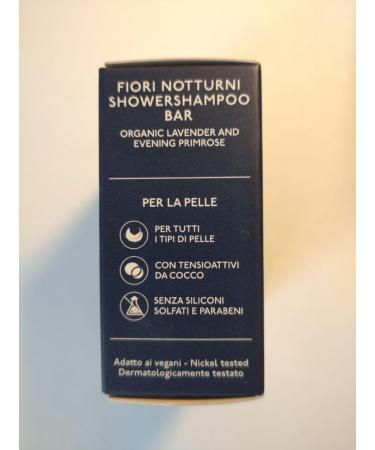 FIORI NOTTURNI
SHOWERSHAMPOO
BAR
ORGANIC LAVENDER AND
EVENING PRIMROSE
PER LA PELLE
PER TUTTI
I TIPI DI PELLE
CON TENSIOATTIVI
DA COCCO
SENZA SILICONI
SOLFATI E PARABENI
Adatto ai vegani - Nickel tested
Dermatologicamente testato